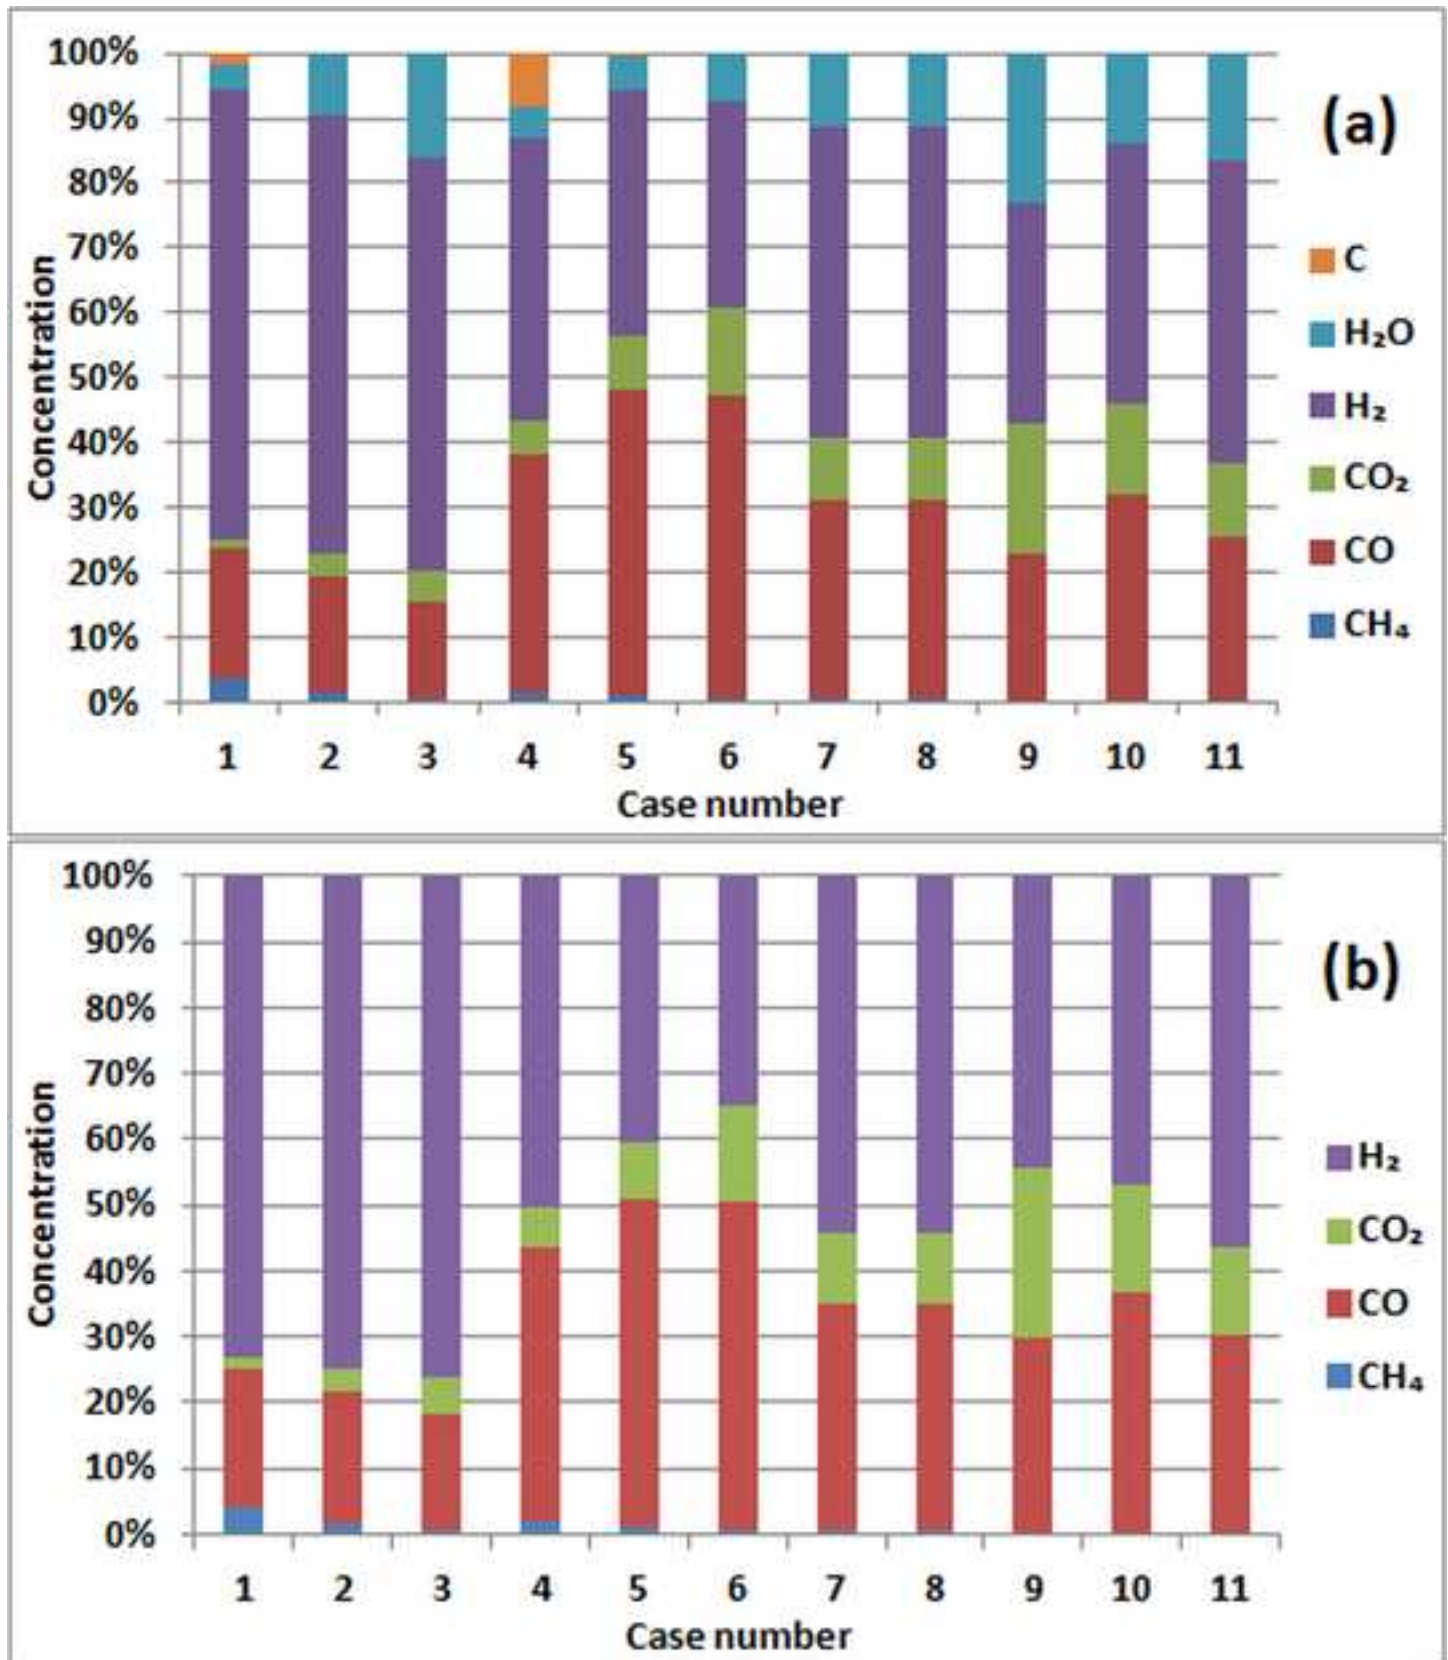 100%
90%
80%
70%
60%
50%
40%
30%
20%
10%
0%
Concentration
1 2 3 4 5 6 7 8 9 10 11
Case number
(a)
C
H₂O
H₂
CO₂
CO
CH₄
100%
90%
80%
70%
60%
50%
40%
30%
20%
10%
0%
Concentration
1 2 3 4 5 6 7 8 9 10 11
Case number
(b)
H₂
CO₂
CO
CH₄